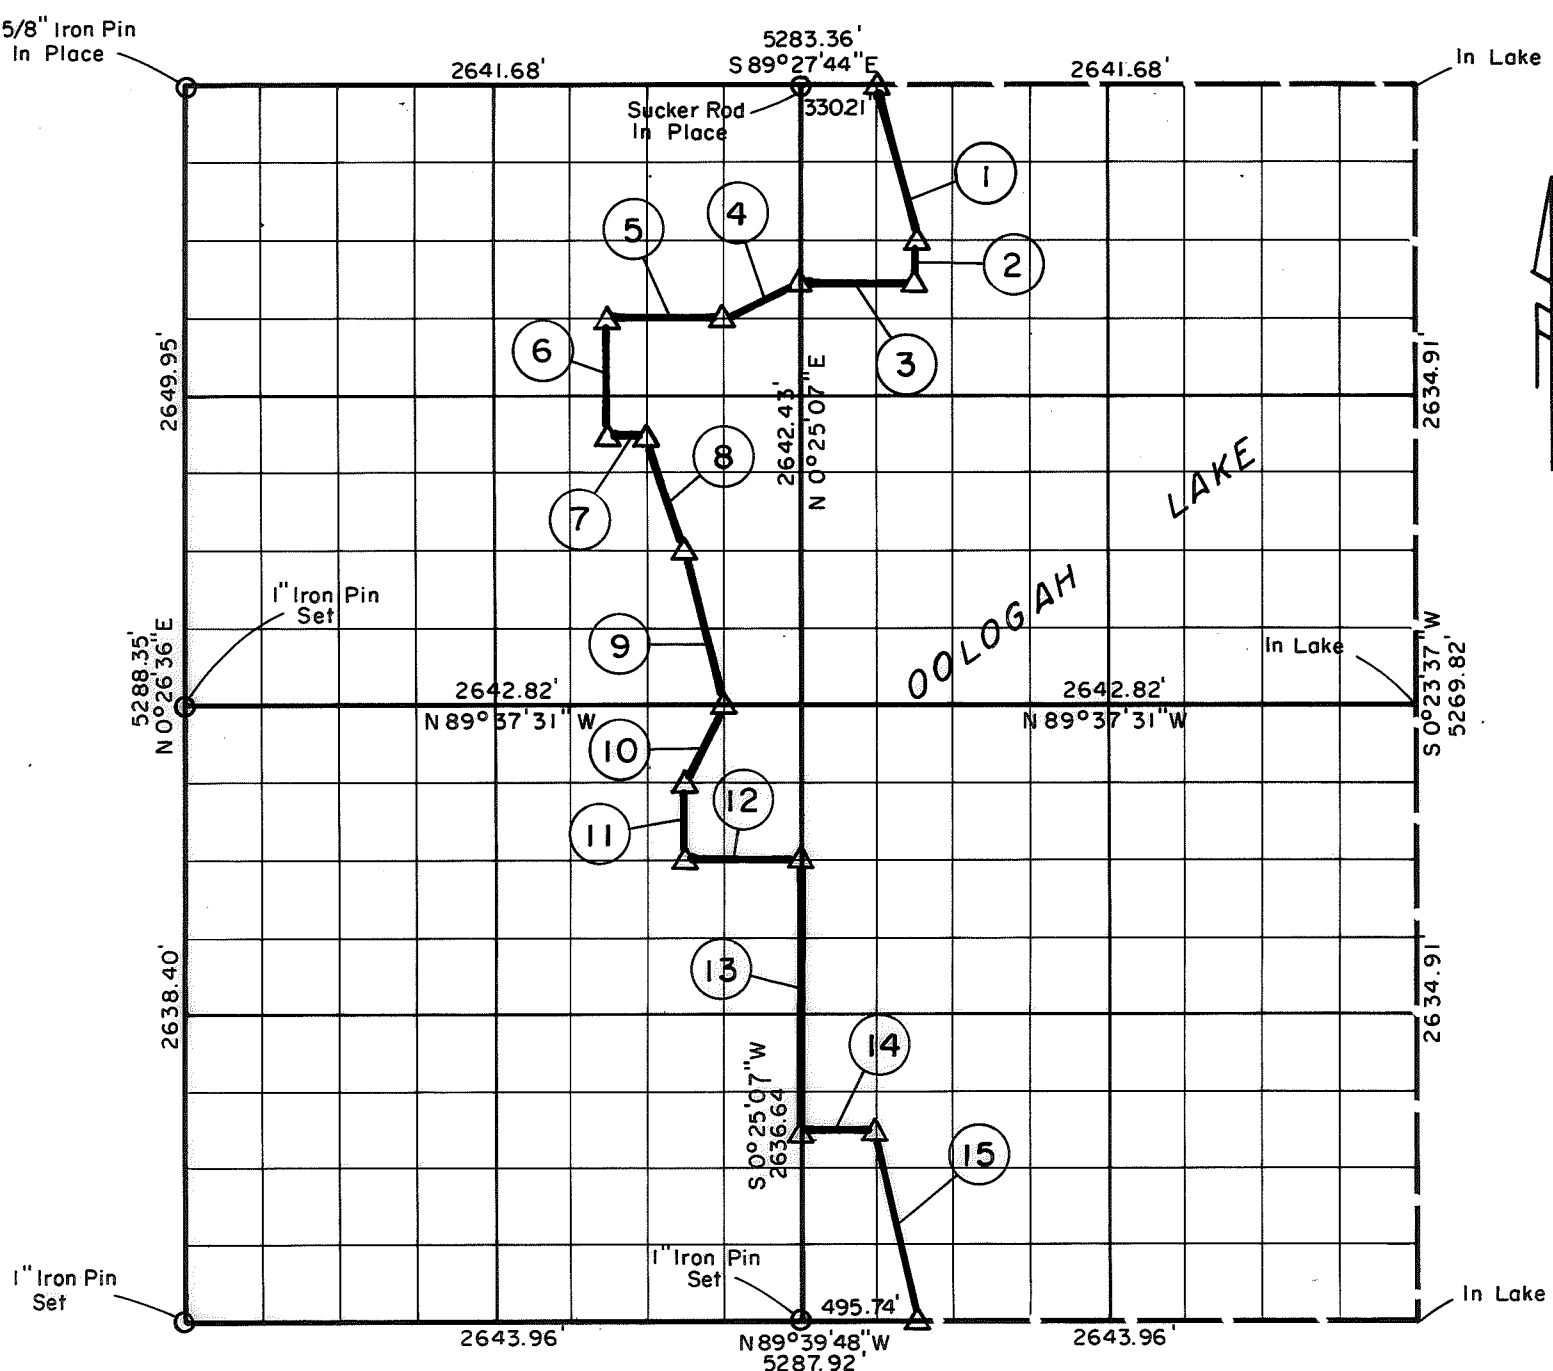 5/8" Iron Pin
In Place
5283.36'
S 89°27'44" E
2641.68'
2641.68'
In Lake
Sucker Rod
In Place
330.21'
1
4
5
2
6
3
2649.95'
2642.43'
N 0°25'07" E
2634.91'
8
7
LAKE
OOLOGAH
1" Iron Pin
Set
9
In Lake
5288.35'
N 0°26'36" E
2642.82'
N 89°37'31" W
2642.82'
N 89°37'31" W
S 0°23'37" W
5269.82'
10
12
11
13
2638.40'
2634.91'
14
S 0°25'07" W
2636.64'
15
1" Iron Pin
Set
1" Iron Pin
Set
In Lake
495.74'
2643.96'
N 89°39'48" W
5287.92'
2643.96'